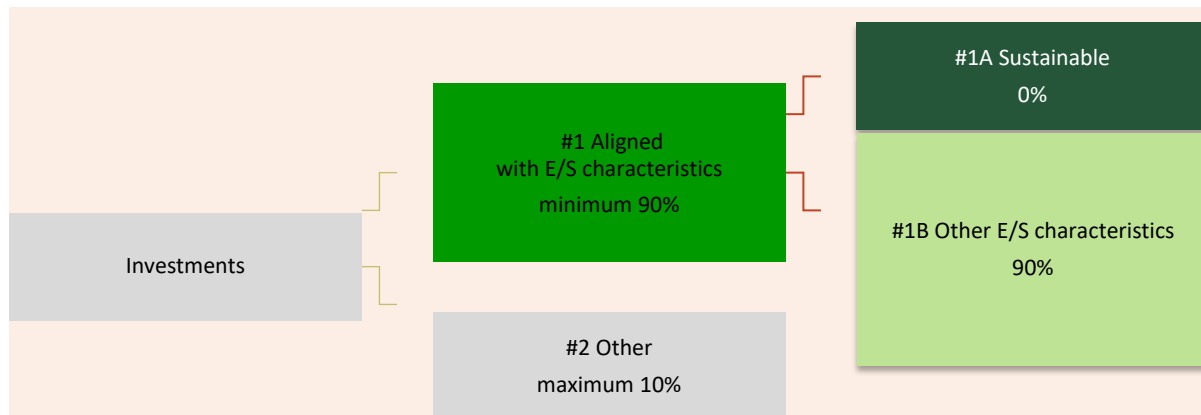 Investments
#1 Aligned
with E/S characteristics
minimum 90%
#2 Other
maximum 10%
#1A Sustainable
0%
#1B Other E/S characteristics
90%